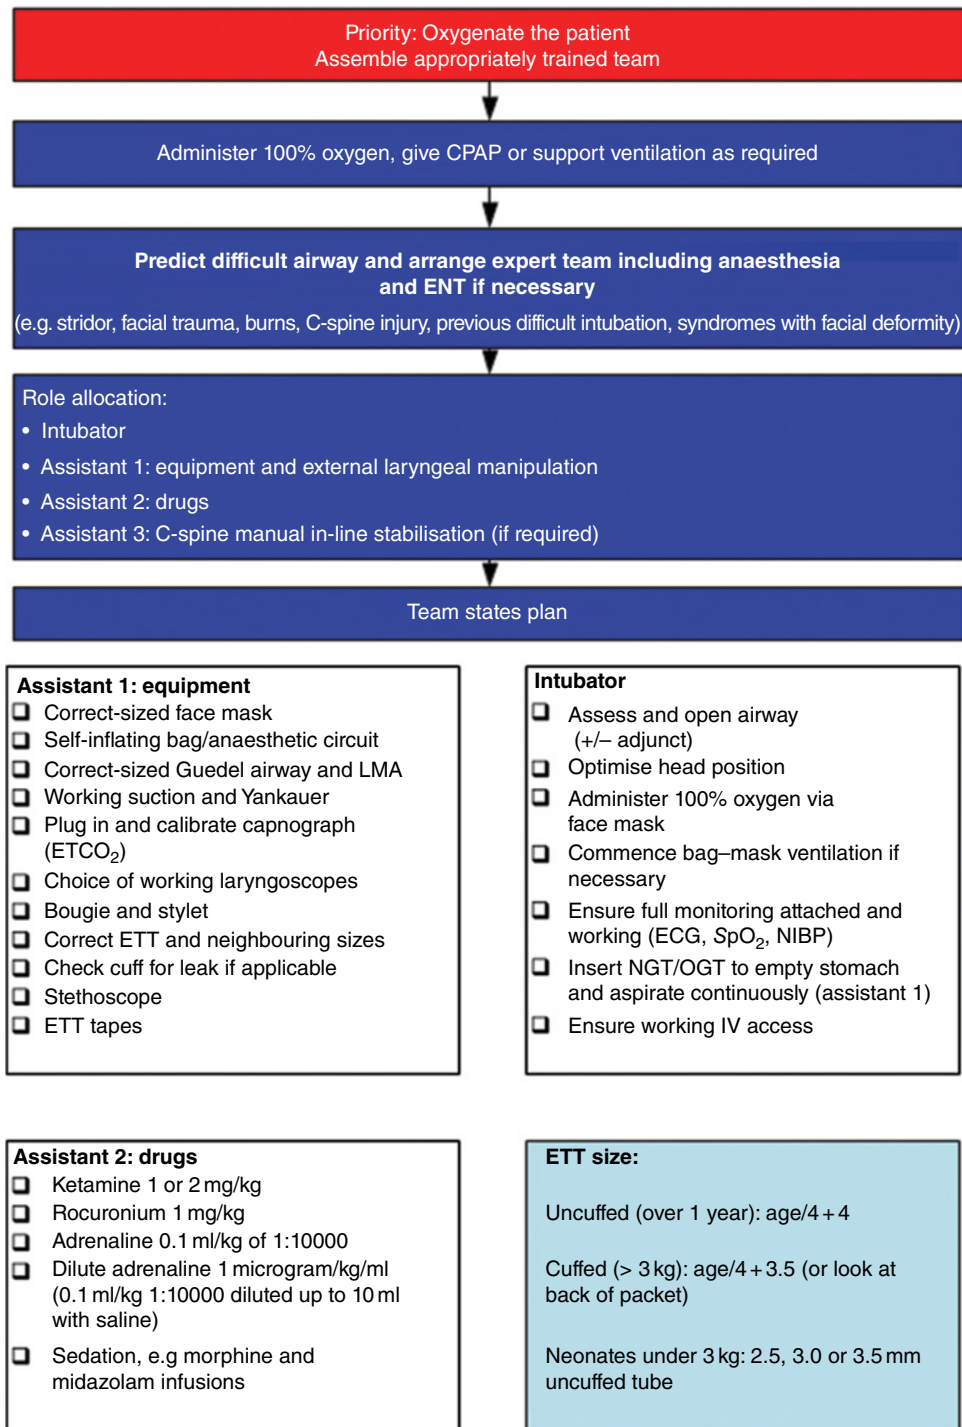 Priority: Oxygenate the patient
Assemble appropriately trained team
Administer 100% oxygen, give CPAP or support ventilation as required
Predict difficult airway and arrange expert team including anaesthesia
and ENT if necessary
(e.g. stridor, facial trauma, burns, C-spine injury, previous difficult intubation, syndromes with facial deformity)
Role allocation:
• Intubator
• Assistant 1: equipment and external laryngeal manipulation
• Assistant 2: drugs
• Assistant 3: C-spine manual in-line stabilisation (if required)
Team states plan
Assistant 1: equipment
❑ Correct-sized face mask
❑ Self-inflating bag/anaesthetic circuit
❑ Correct-sized Guedel airway and LMA
❑ Working suction and Yankauer
❑ Plug in and calibrate capnograph
(ETCO₂)
❑ Choice of working laryngoscopes
❑ Bougie and stylet
❑ Correct ETT and neighbouring sizes
❑ Check cuff for leak if applicable
❑ Stethoscope
❑ ETT tapes
Intubator
❑ Assess and open airway
(+/– adjunct)
❑ Optimise head position
❑ Administer 100% oxygen via
face mask
❑ Commence bag–mask ventilation if
necessary
❑ Ensure full monitoring attached and
working (ECG, SpO₂, NIBP)
❑ Insert NGT/OGT to empty stomach
and aspirate continuously (assistant 1)
❑ Ensure working IV access
Assistant 2: drugs
❑ Ketamine 1 or 2 mg/kg
❑ Rocuronium 1 mg/kg
❑ Adrenaline 0.1 ml/kg of 1:10000
❑ Dilute adrenaline 1 microgram/kg/ml
(0.1 ml/kg 1:10000 diluted up to 10 ml
with saline)
❑ Sedation, e.g morphine and
midazolam infusions
ETT size:
Uncuffed (over 1 year): age/4 + 4
Cuffed (> 3 kg): age/4 + 3.5 (or look at
back of packet)
Neonates under 3 kg: 2.5, 3.0 or 3.5 mm
uncuffed tube